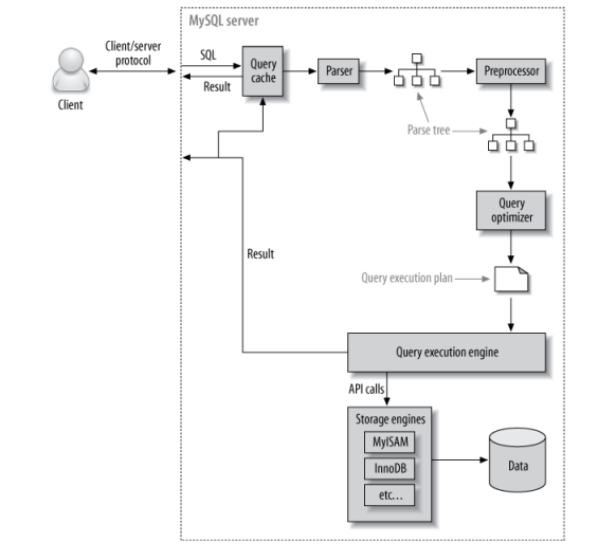 MySQL server
Client/server
protocol
SQL
Result
Query
cache
Parser
Preprocessor
Client
Parse tree
Query
optimizer
Result
Query execution plan
Query execution engine
API calls
Storage engines
MyISAM
InnoDB
etc...
Data